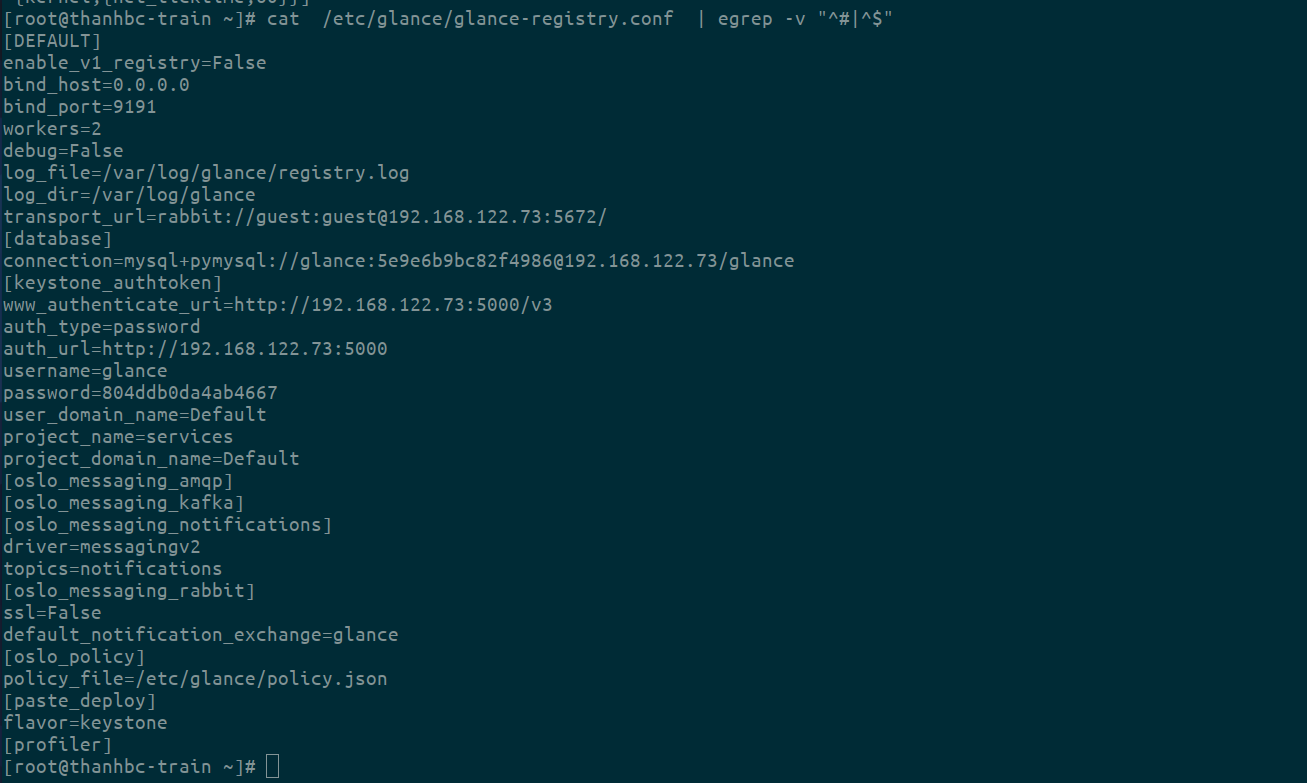 [root@thanhbc-train ~]# cat  /etc/glance/glance-registry.conf  | egrep -v "^#|^$"
[DEFAULT]
enable_v1_registry=False
bind_host=0.0.0.0
bind_port=9191
workers=2
debug=False
log_file=/var/log/glance/registry.log
log_dir=/var/log/glance
transport_url=rabbit://guest:guest@192.168.122.73:5672/
[database]
connection=mysql+pymysql://glance:5e9e6b9bc82f4986@192.168.122.73/glance
[keystone_authtoken]
www_authenticate_uri=http://192.168.122.73:5000/v3
auth_type=password
auth_url=http://192.168.122.73:5000
username=glance
password=804ddb0da4ab4667
user_domain_name=Default
project_name=services
project_domain_name=Default
[oslo_messaging_amqp]
[oslo_messaging_kafka]
[oslo_messaging_notifications]
driver=messagingv2
topics=notifications
[oslo_messaging_rabbit]
ssl=False
default_notification_exchange=glance
[oslo_policy]
policy_file=/etc/glance/policy.json
[paste_deploy]
flavor=keystone
[profiler]
[root@thanhbc-train ~]#